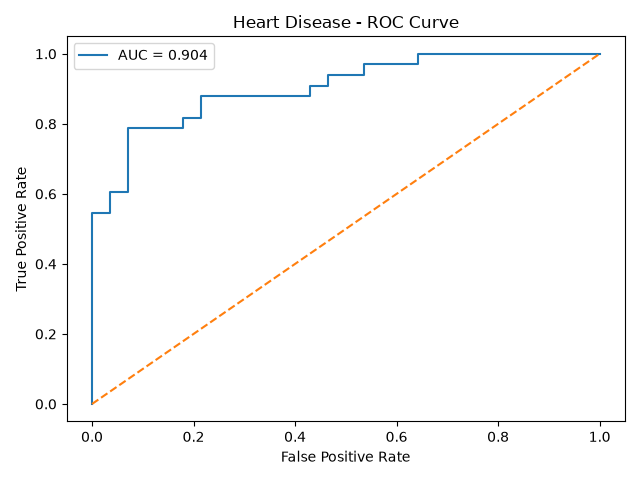 Heart Disease - ROC Curve
AUC = 0.904
True Positive Rate
1.0
0.8
0.6
0.4
0.2
0.0
0.0 0.2 0.4 0.6 0.8 1.0
False Positive Rate